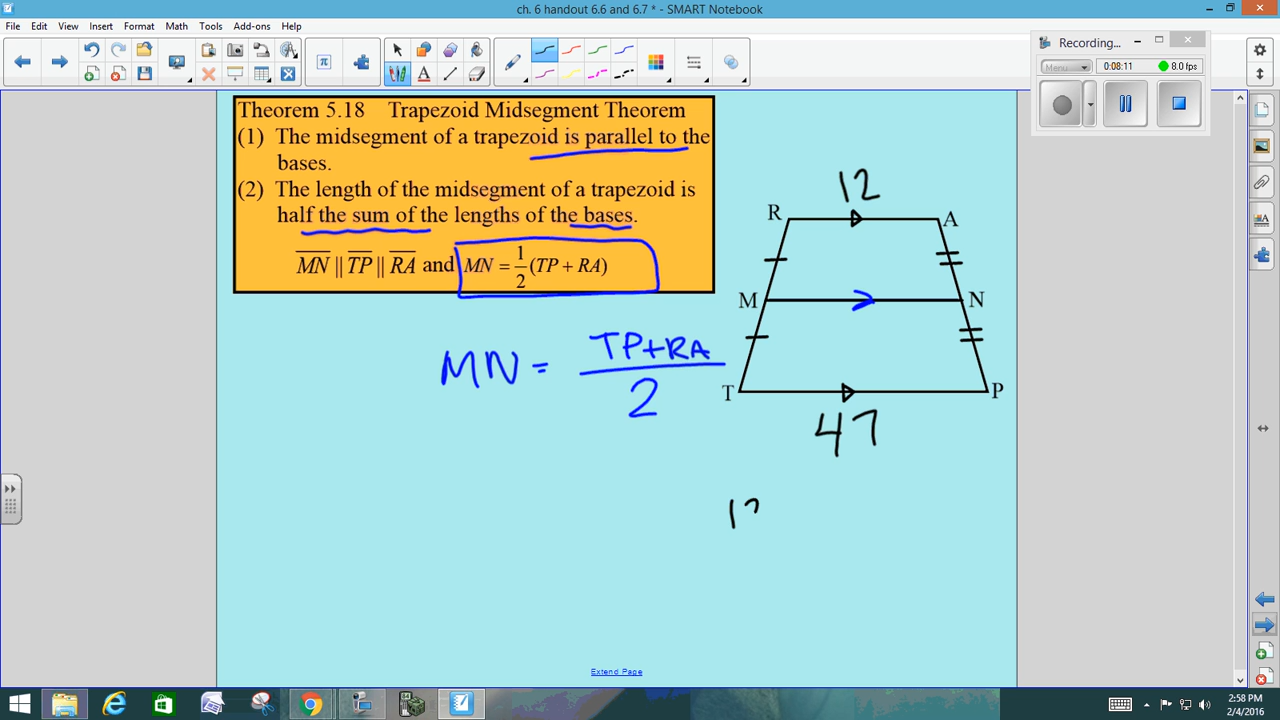 ch. 6 handout 6.6 and 6.7 * - SMART Notebook
File Edit View Insert Format Math Tools Add-ons Help
Recording...
Menu 0:08:11 8.0 fps
Theorem 5.18 Trapezoid Midsegment Theorem
(1) The midsegment of a trapezoid is parallel to the
bases.
(2) The length of the midsegment of a trapezoid is
half the sum of the lengths of the bases.
MN || TP || RA and MN = 1/2 (TP + RA)
12
R A
M N
T P
47
MN = TP+RA / 2
Extend Page
2:58 PM
2/4/2016